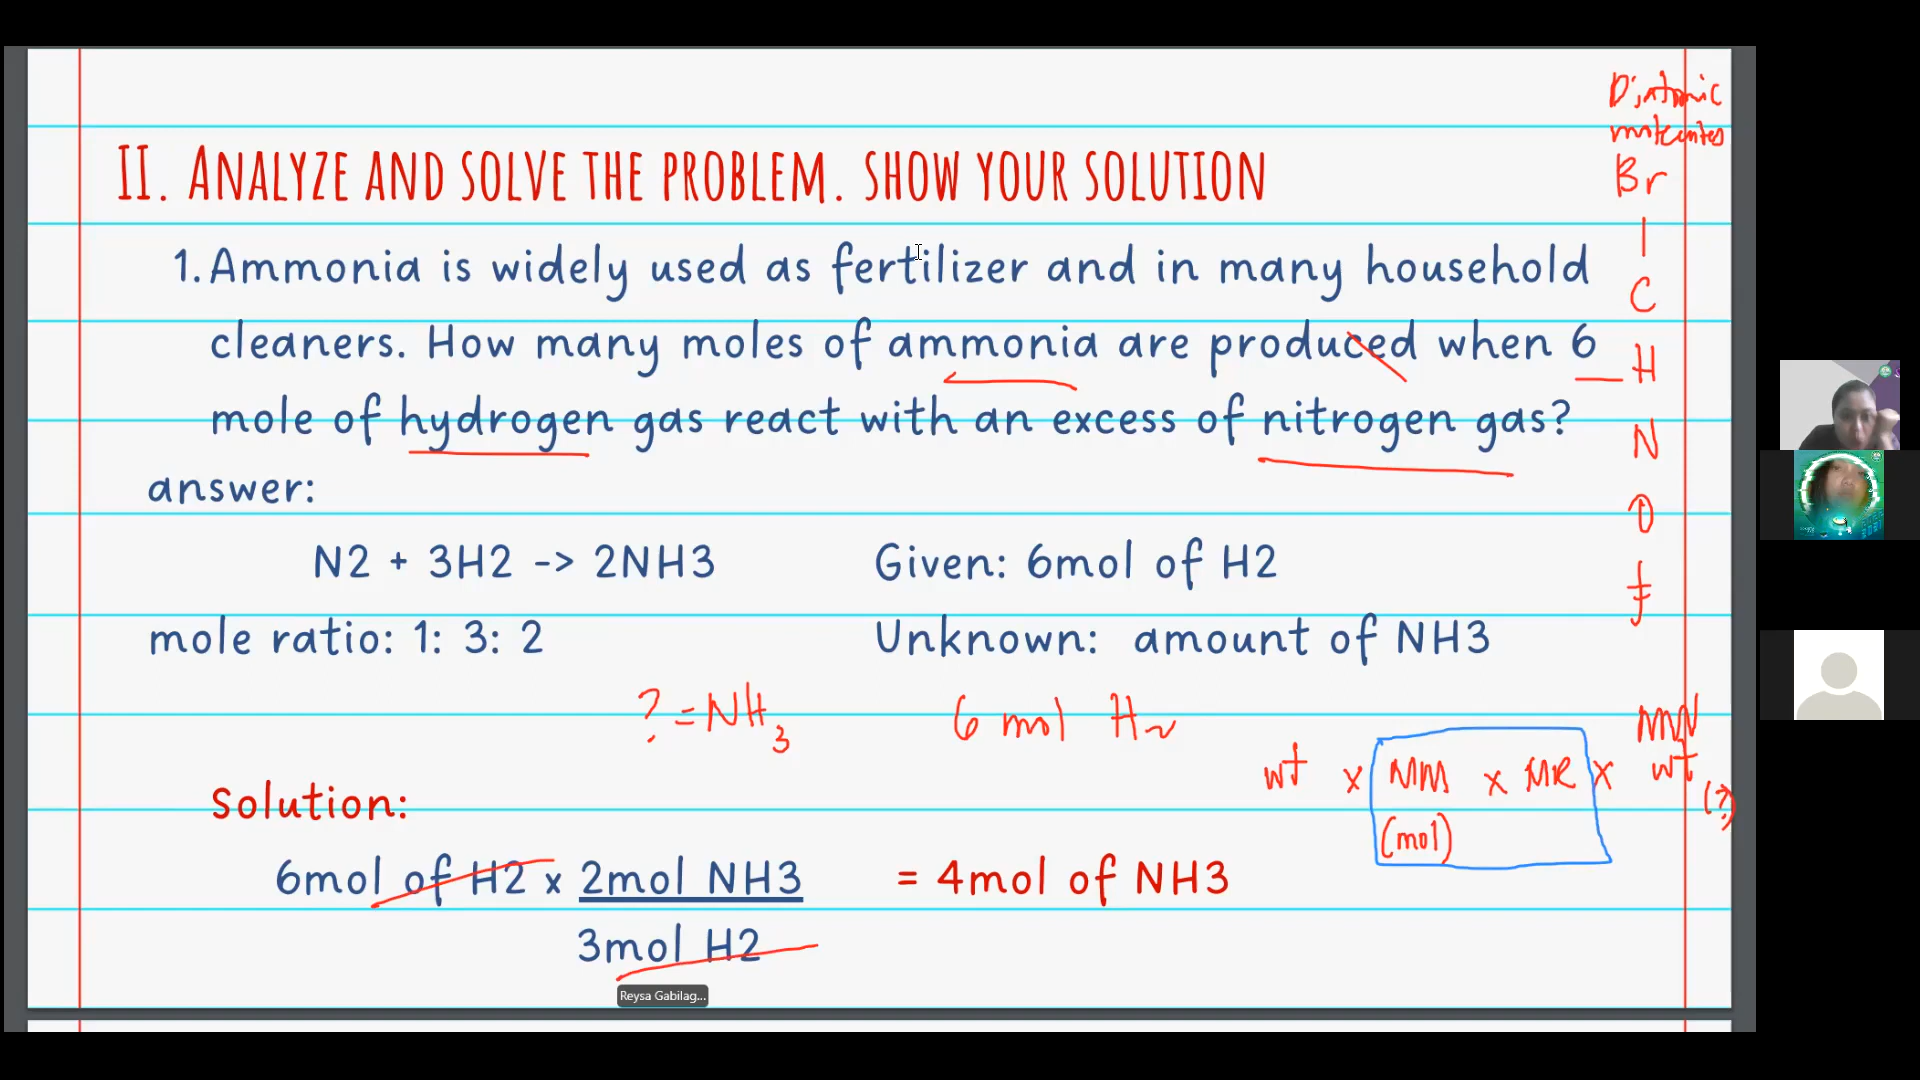 Diatomic
molecules
II. ANALYZE AND SOLVE THE PROBLEM. SHOW YOUR SOLUTION
Br
I
C
H
N
O
F
1. Ammonia is widely used as fertilizer and in many household
cleaners. How many moles of ammonia are produced when 6
mole of hydrogen gas react with an excess of nitrogen gas?
answer:
N2 + 3H2 -> 2NH3
Given: 6mol of H2
mole ratio: 1: 3: 2
Unknown: amount of NH3
? = NH3
6 mol H2
wt x MM x MR x MW
(mol)
wt
(?)
Solution:
6mol of H2 x 2mol NH3 = 4mol of NH3
3mol H2
Reysa Gabilag...